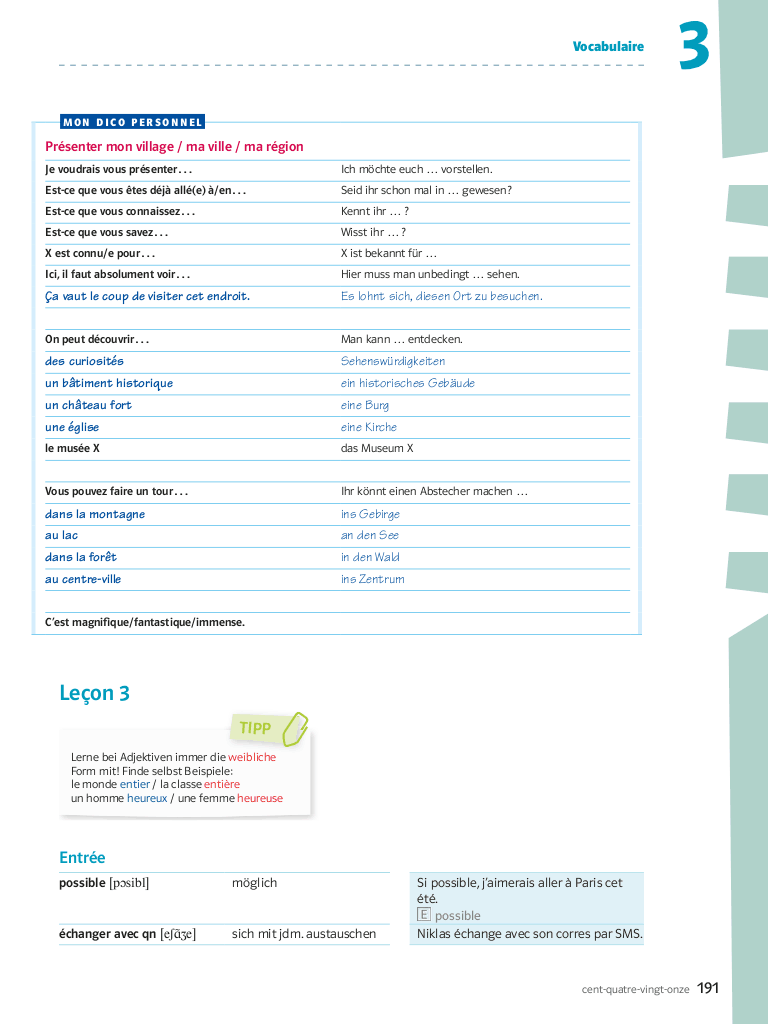 Vocabulaire 3
MON DICO PERSONNEL
Présenter mon village / ma ville / ma région
Je voudrais vous présenter… Ich möchte euch … vorstellen.
Est-ce que vous êtes déjà allé(e) à/en… Seid ihr schon mal in … gewesen?
Est-ce que vous connaissez… Kennt ihr … ?
Est-ce que vous savez… Wisst ihr … ?
X est connu/e pour… X ist bekannt für …
Ici, il faut absolument voir… Hier muss man unbedingt … sehen.
Ça vaut le coup de visiter cet endroit. Es lohnt sich, diesen Ort zu besuchen.
On peut découvrir… Man kann … entdecken.
des curiosités Sehenswürdigkeiten
un bâtiment historique ein historisches Gebäude
un château fort eine Burg
une église eine Kirche
le musée X das Museum X
Vous pouvez faire un tour… Ihr könnt einen Abstecher machen …
dans la montagne ins Gebirge
au lac an den See
dans la forêt in den Wald
au centre-ville ins Zentrum
C'est magnifique/fantastique/immense.
Leçon 3
TIPP
Lerne bei Adjektiven immer die weibliche
Form mit! Finde selbst Beispiele:
le monde entier / la classe entière
un homme heureux / une femme heureuse
Entrée
possible [pɔsibl] möglich Si possible, j'aimerais aller à Paris cet
été.
E possible
échanger avec qn [eʃɑ̃ʒe] sich mit jdm. austauschen Niklas échange avec son corres par SMS.
cent-quatre-vingt-onze 191